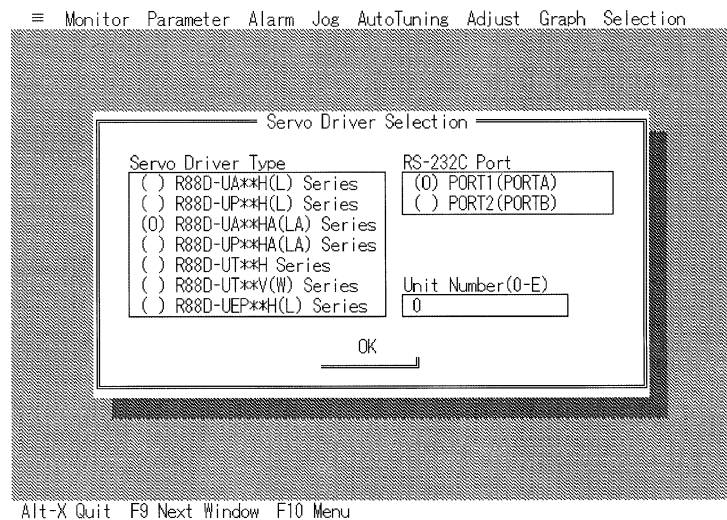 ≡ Monitor Parameter Alarm Jog AutoTuning Adjust Graph Selection
Servo Driver Selection
Servo Driver Type
( ) R88D-UA**H(L) Series
( ) R88D-UP**H(L) Series
(O) R88D-UA**HA(LA) Series
( ) R88D-UP**HA(LA) Series
( ) R88D-UT**H Series
( ) R88D-UT**V(W) Series
( ) R88D-UEP**H(L) Series
RS-232C Port
(O) PORT1(PORTA)
( ) PORT2(PORTB)
Unit Number(0-E)
0
OK
Alt-X Quit F9 Next Window F10 Menu